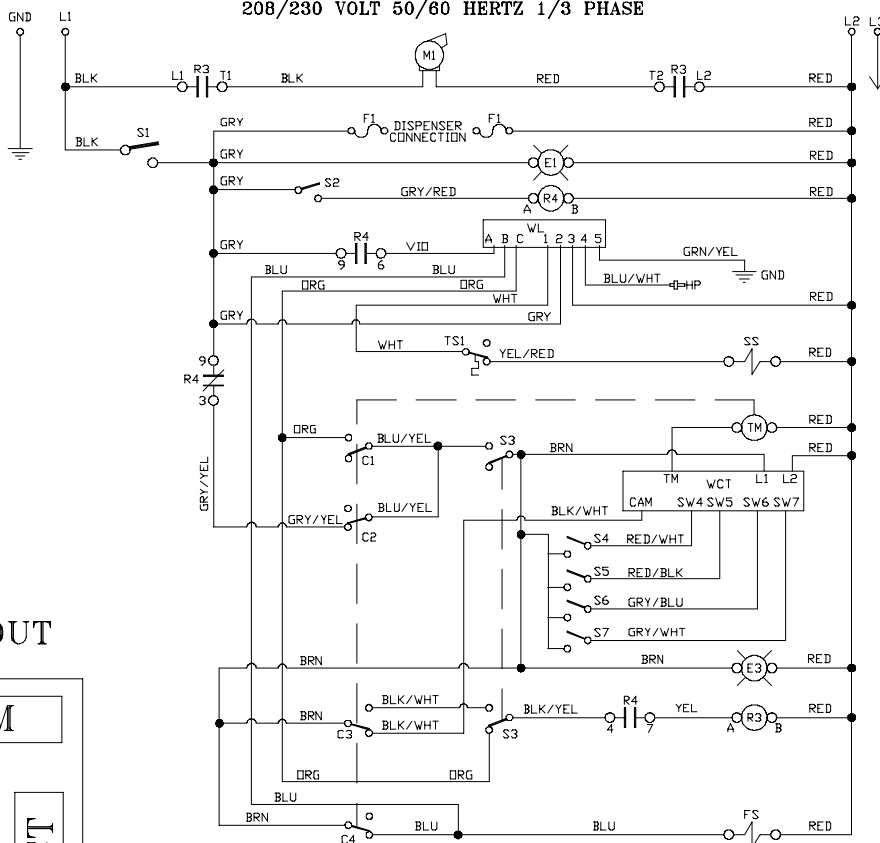 208/230 VOLT 50/60 HERTZ 1/3 PHASE
GND L1 L2 L3
M1
BLK L1 R3 T1 BLK RED T2 R3 L2 RED
GRY F1 DISPENSER CONNECTION F1 RED
BLK S1
GRY E1 RED
GRY S2 GRY/RED A R4 B RED
WL
A B C 1 2 3 4 5
GRY R4 9 6 VIO GRN/YEL
GND
BLU BLU BLU/WHT HP
ORG ORG
WHT RED
GRY GRY
WHT TS1 YEL/RED SS RED
9 R4 3
TM RED
ORG BLU/YEL S3 BRN RED
C1
TM WCT L1 L2
CAM SW4 SW5 SW6 SW7
GRY/YEL
BLU/YEL BLK/WHT
GRY/YEL C2
S4 RED/WHT
S5 RED/BLK
S6 GRY/BLU
S7 GRY/WHT
OUT
BRN BRN E3 RED
M
BLK/WHT
BRN C3 BLK/WHT S3 BLK/YEL R4 4 7 YEL A R3 B RED
ORG ORG
BLU
BRN C4 BLU BLU FS RED